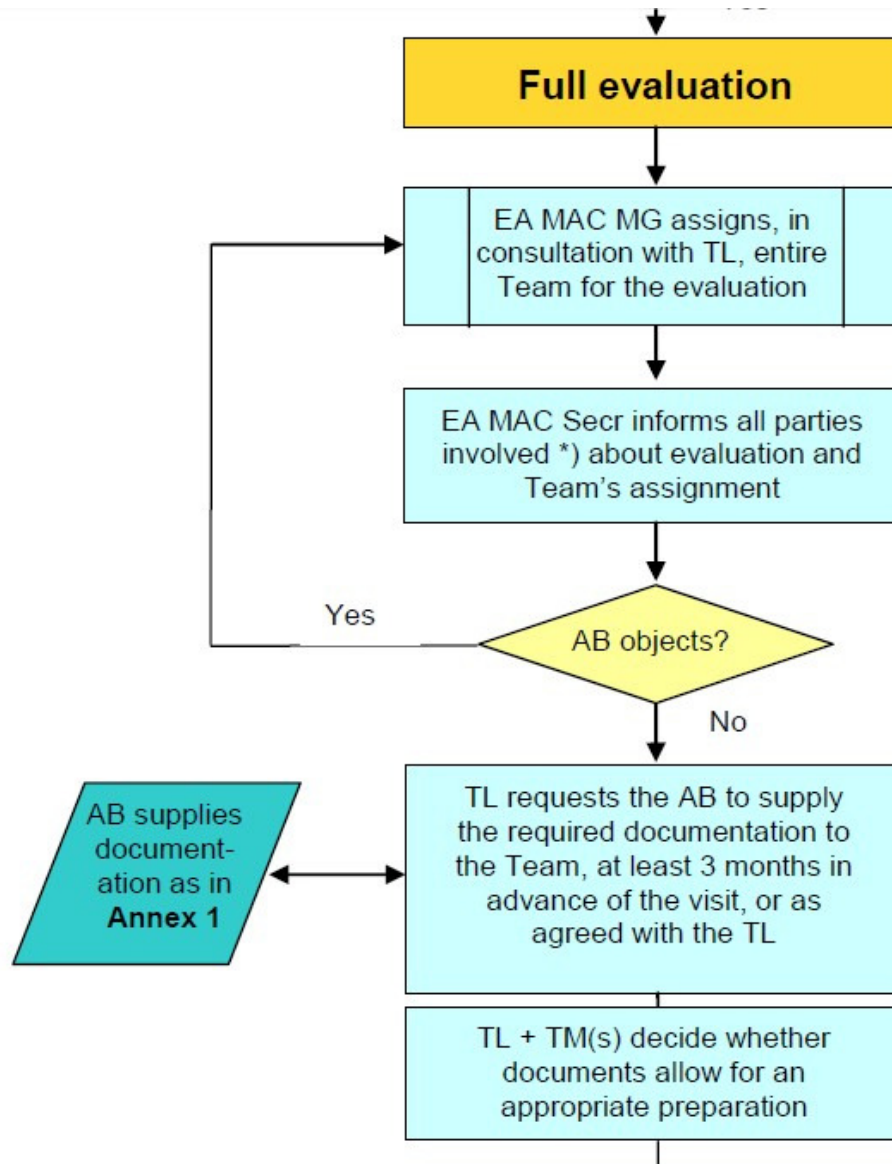 Full evaluation
EA MAC MG assigns, in
consultation with TL, entire
Team for the evaluation
EA MAC Secr informs all parties
involved *) about evaluation and
Team's assignment
Yes
AB objects?
No
AB supplies
document-
ation as in
Annex 1
TL requests the AB to supply
the required documentation to
the Team, at least 3 months in
advance of the visit, or as
agreed with the TL
TL + TM(s) decide whether
documents allow for an
appropriate preparation